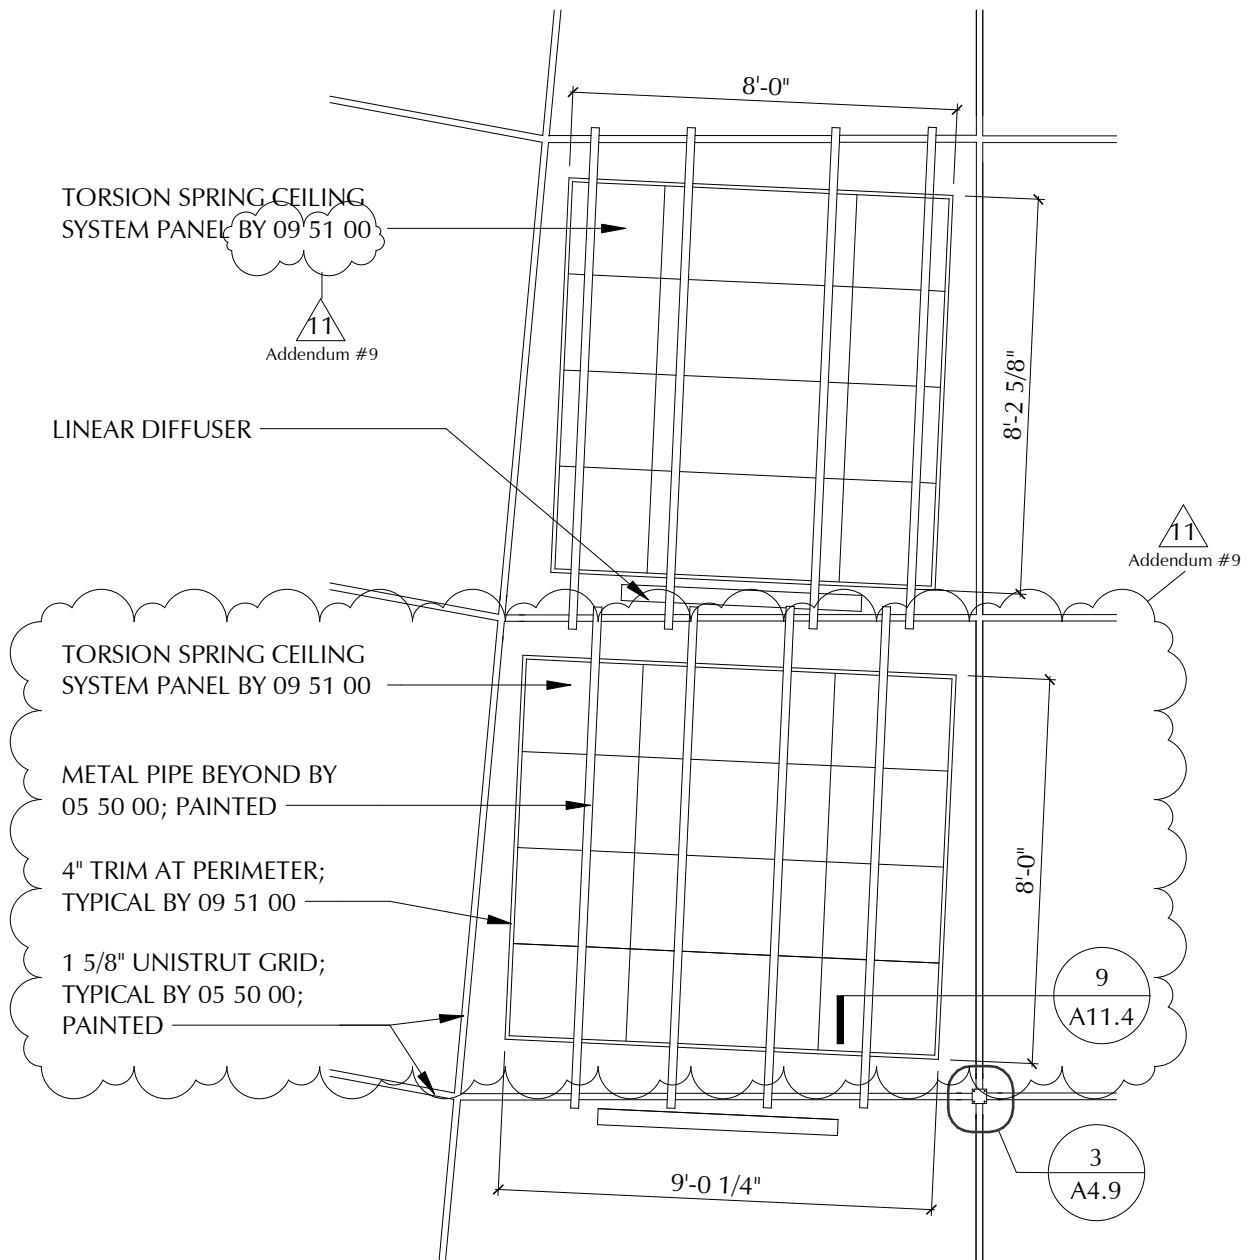 8'-0"
TORSION SPRING CEILING
SYSTEM PANEL BY 09 51 00
11
Addendum #9
8'-2 5/8"
LINEAR DIFFUSER
11
Addendum #9
TORSION SPRING CEILING
SYSTEM PANEL BY 09 51 00
METAL PIPE BEYOND BY
05 50 00; PAINTED
8'-0"
4" TRIM AT PERIMETER;
TYPICAL BY 09 51 00
1 5/8" UNISTRUT GRID;
TYPICAL BY 05 50 00;
PAINTED
9
A11.4
3
A4.9
9'-0 1/4"